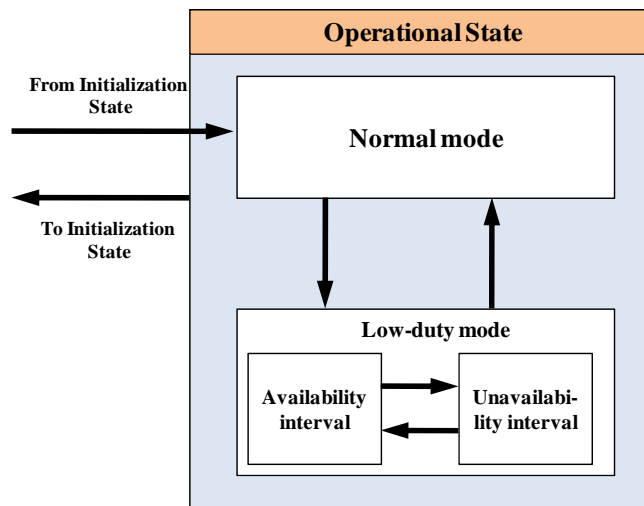 Operational State
From Initialization
State
Normal mode
To Initialization
State
Low-duty mode
Availability
interval
Unavailabi-
lity interval